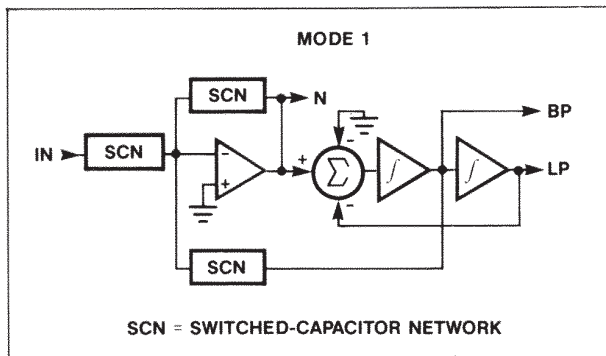 MODE 1
SCN
N
IN
SCN
-
+
+
-
Σ
-
∫
∫
BP
LP
SCN
SCN = SWITCHED-CAPACITOR NETWORK